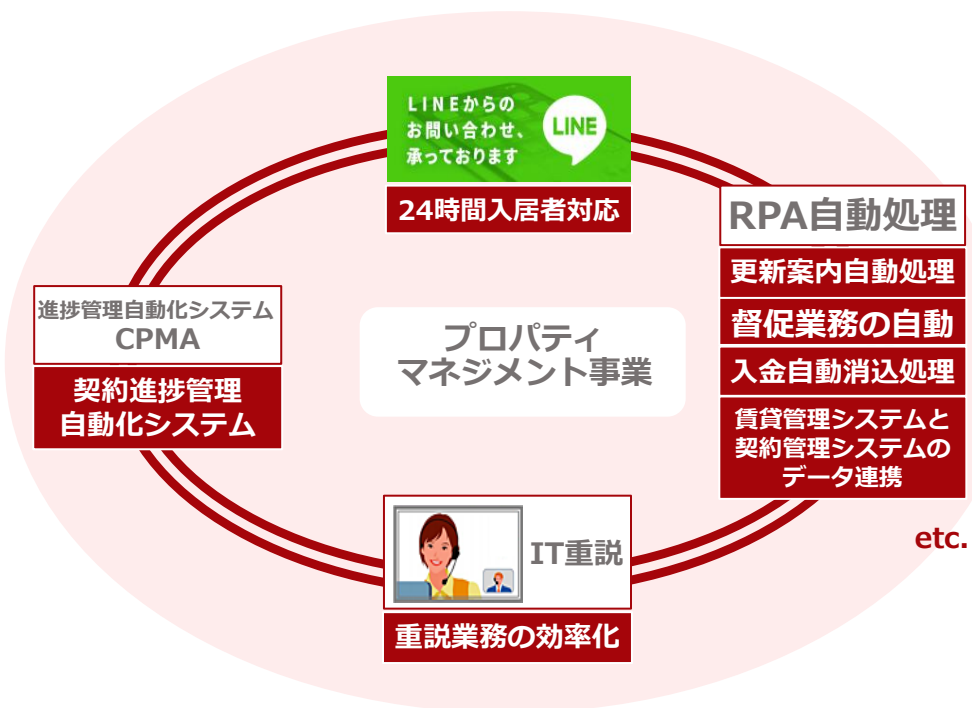 LINEからの
お問い合わせ、
承っております
LINE
24時間入居者対応
RPA自動処理
更新案内自動処理
督促業務の自動
入金自動消込処理
賃貸管理システムと
契約管理システムの
データ連携
etc.
進捗管理自動化システム
CPMA
契約進捗管理
自動化システム
プロパティ
マネジメント事業
IT重説
重説業務の効率化